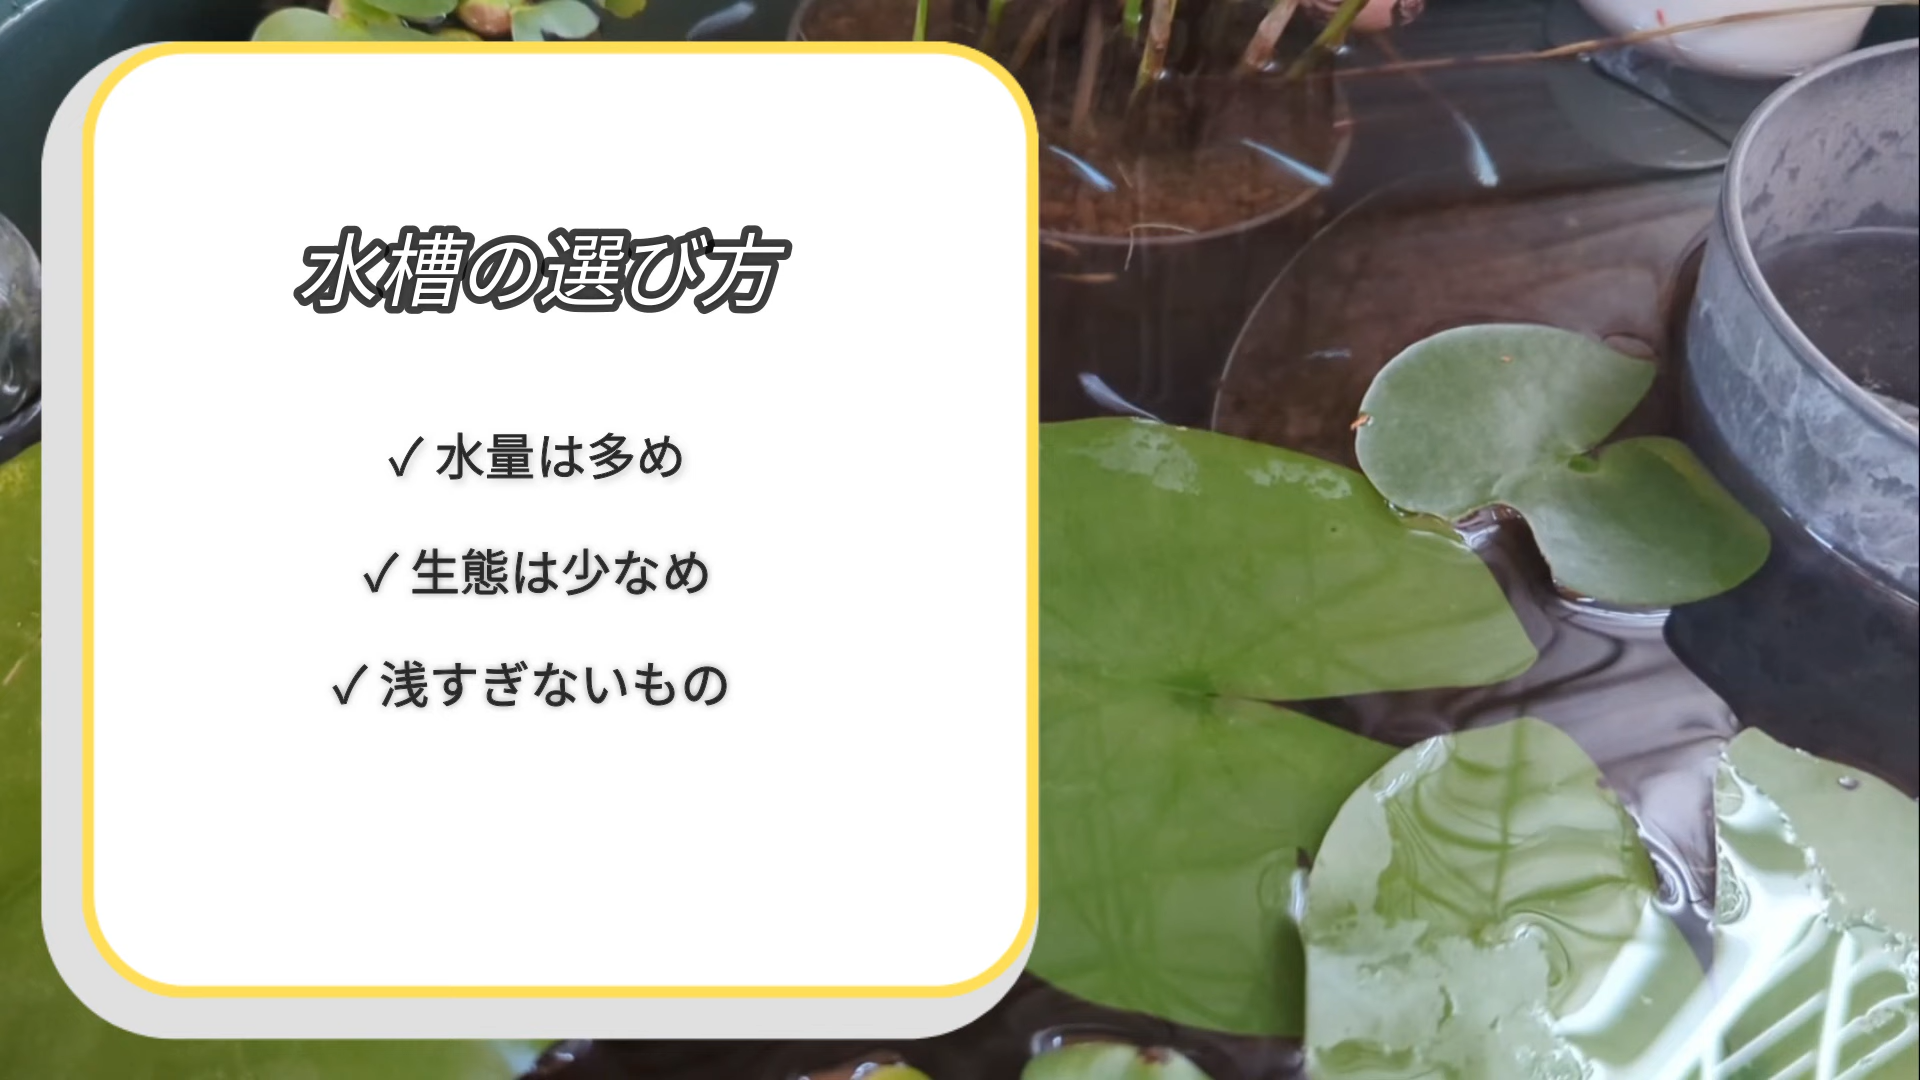 水槽の選び方
✓ 水量は多め
✓ 生態は少なめ
✓ 浅すぎないもの